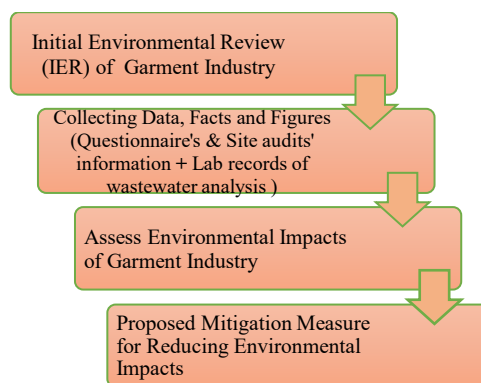 Initial Environmental Review
(IER) of Garment Industry
Collecting Data, Facts and Figures
(Questionnaire's & Site audits'
information + Lab records of
wastewater analysis )
Assess Environmental Impacts
of Garment Industry
Proposed Mitigation Measure
for Reducing Environmental
Impacts